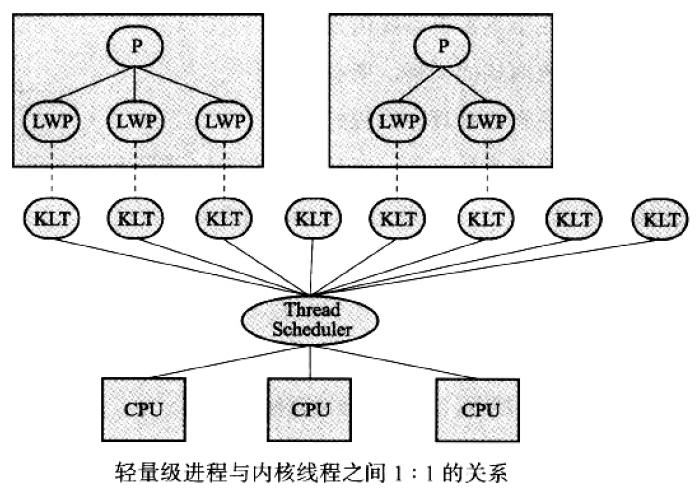 P P
LWP LWP LWP LWP LWP
KLT KLT KLT KLT KLT KLT KLT KLT
Thread
Scheduler
CPU CPU CPU
轻量级进程与内核线程之间 1：1 的关系